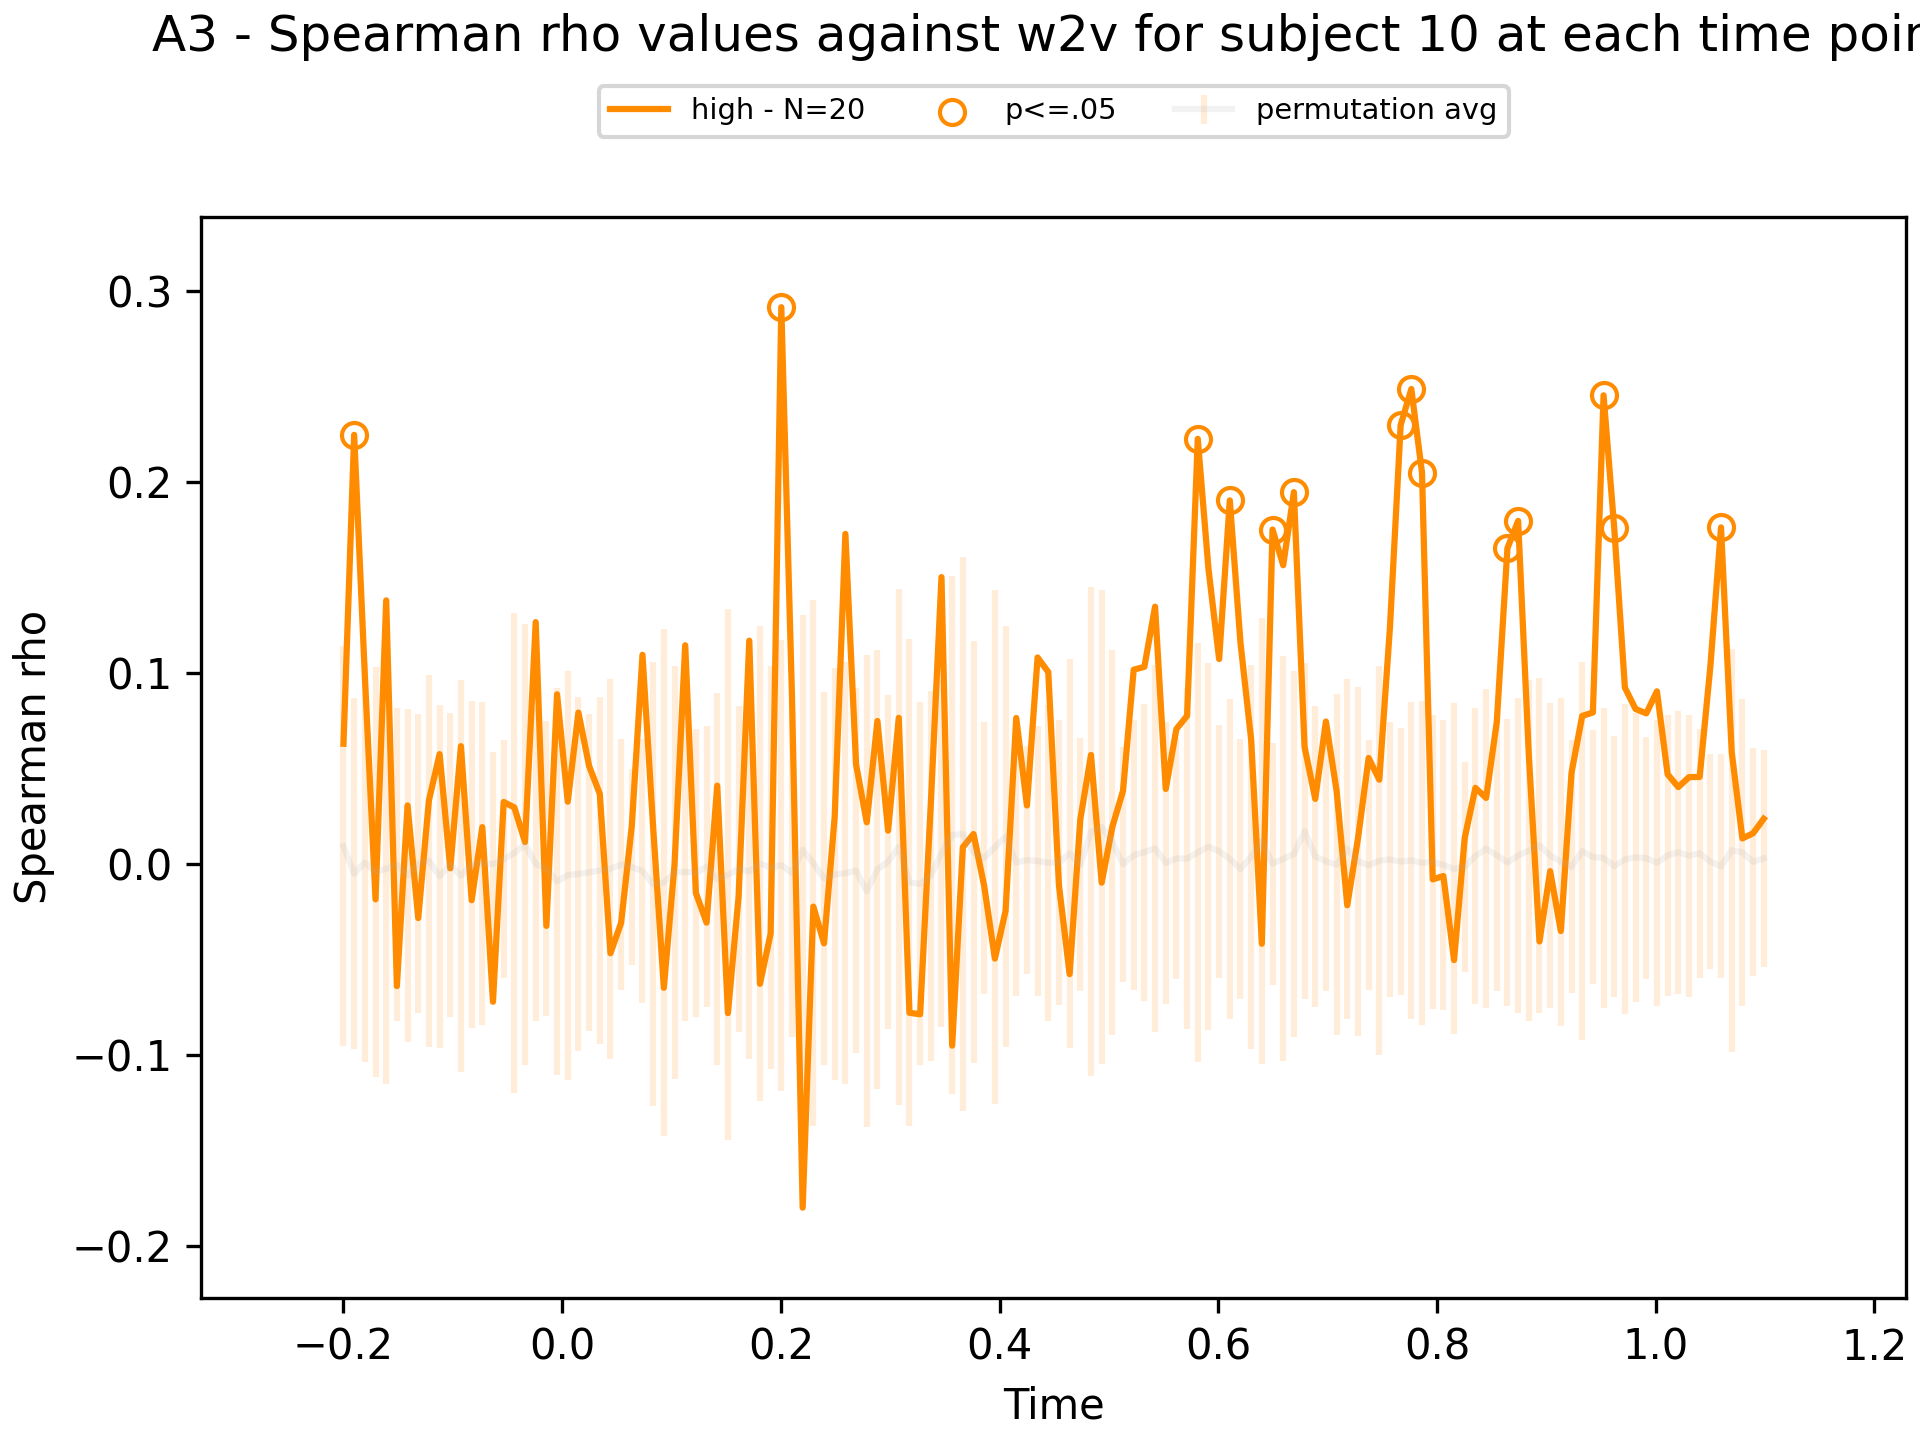 A3 - Spearman rho values against w2v for subject 10 at each time poin
high - N=20 p<=.05 permutation avg
0.3
0.2
0.1
0.0
−0.1
−0.2
Spearman rho
−0.2 0.0 0.2 0.4 0.6 0.8 1.0 1.2
Time